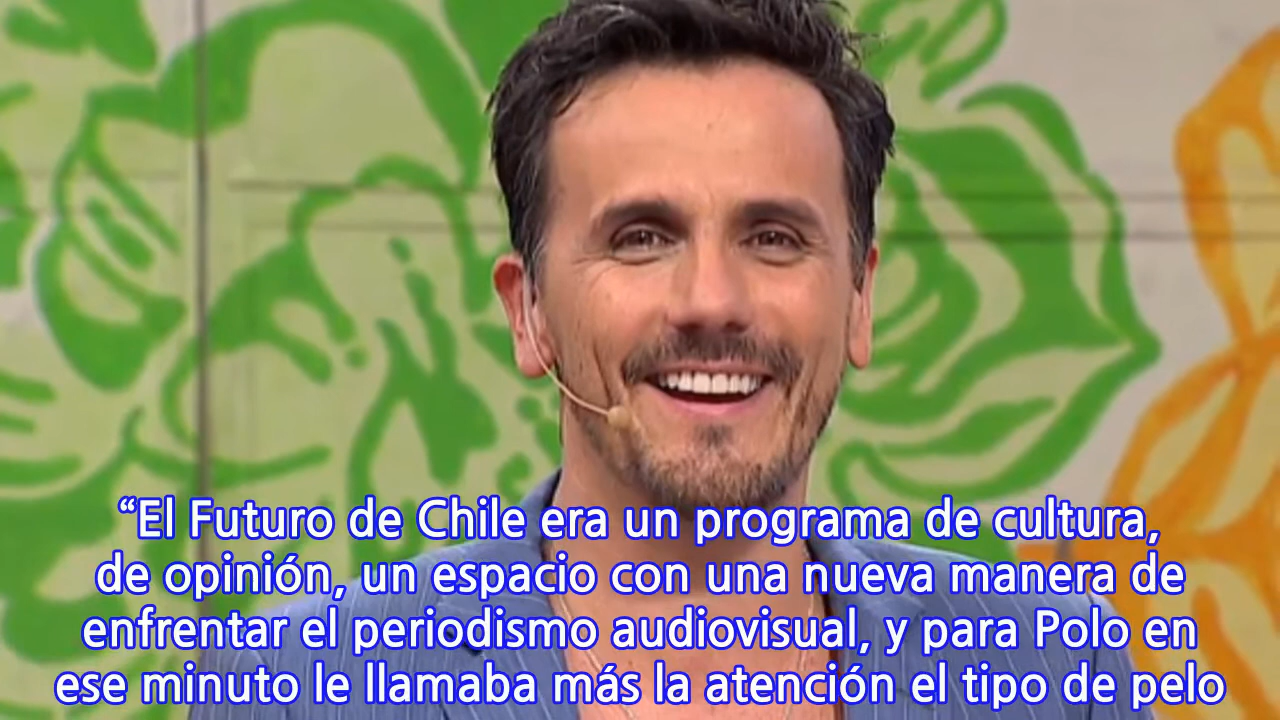 “El Futuro de Chile era un programa de cultura,
de opinión, un espacio con una nueva manera de
enfrentar el periodismo audiovisual, y para Polo en
ese minuto le llamaba más la atención el tipo de pelo